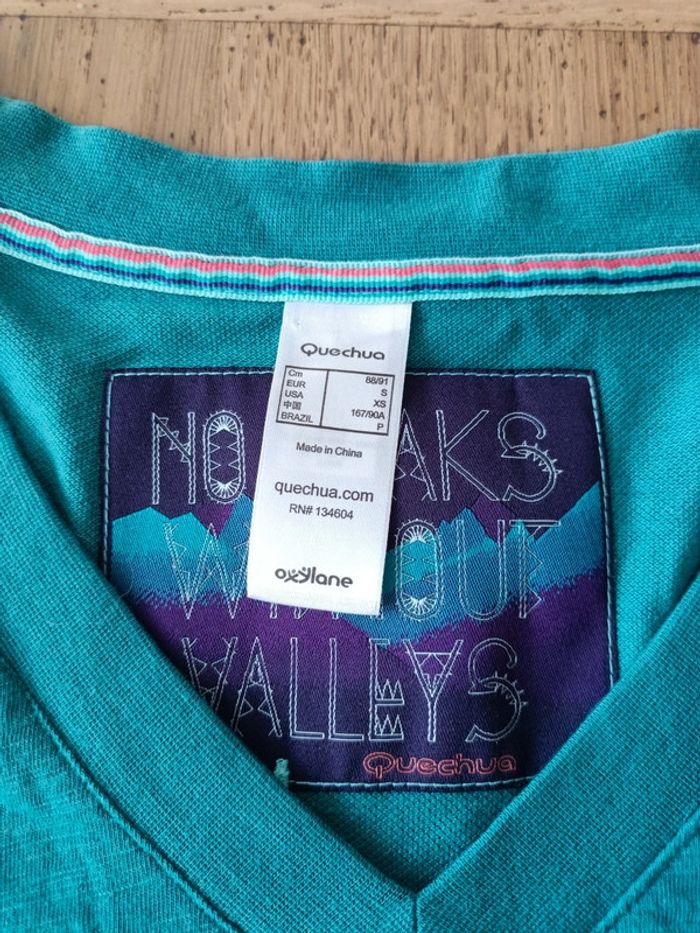 Quechua
Cm 88/91
EUR S
USA XS
中国 167/90A
BRAZIL P
Made in China
quechua.com
RN# 134604
oxylane
NO AKS
OUT
VALLEYS
Quechua